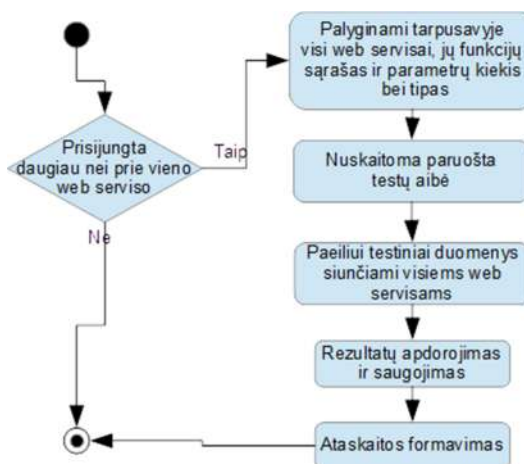 Palyginami tarpusavyje
visi web servisai, jų funkcijų
sąrašas ir parametrų kiekis
bei tipas
Prisijungta
daugiau nei prie vieno
web serviso
Taip
Ne
Nuskaitoma paruošta
testų aibė
Paeiliui testiniai duomenys
siunčiami visiems web
servisams
Rezultatų apdorojimas
ir saugojimas
Ataskaitos formavimas